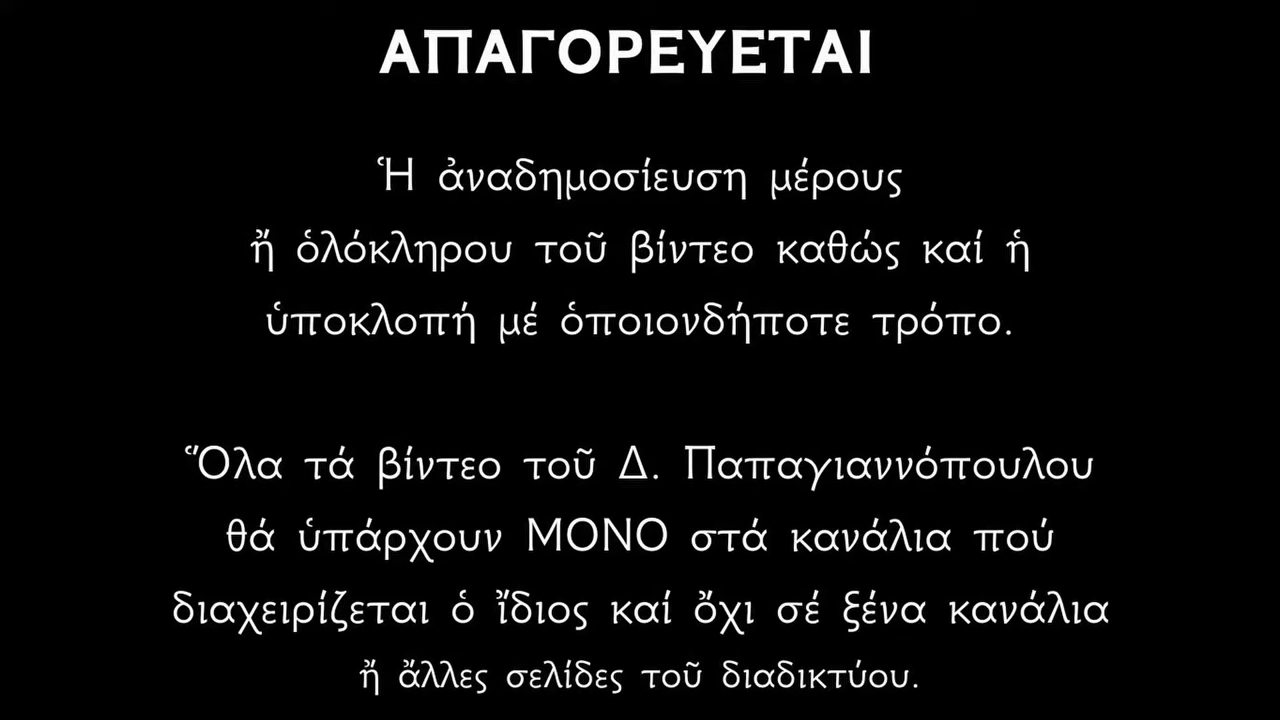 ΑΠΑΓΟΡΕΥΕΤΑΙ
Ἡ ἀναδημοσίευση μέρους
ἤ ὁλόκληρου τοῦ βίντεο καθώς καί ἡ
ὑποκλοπή μέ ὁποιονδήποτε τρόπο.
Ὅλα τά βίντεο τοῦ Δ. Παπαγιαννόπουλου
θά ὑπάρχουν ΜΟΝΟ στά κανάλια πού
διαχειρίζεται ὁ ἴδιος καί ὄχι σέ ξένα κανάλια
ἤ ἄλλες σελίδες τοῦ διαδικτύου.